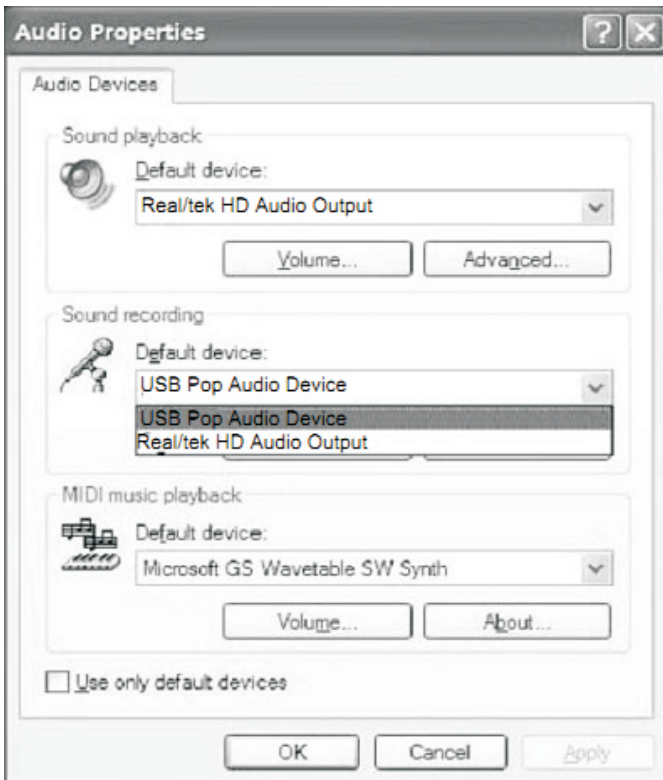 Audio Properties
Audio Devices
Sound playback
Default device:
Real/tek HD Audio Output
Volume...
Advanced...
Sound recording
Default device:
USB Pop Audio Device
USB Pop Audio Device
Real/tek HD Audio Output
MIDI music playback
Default device:
Microsoft GS Wavetable SW Synth
Volume...
About...
Use only default devices
OK
Cancel
Apply